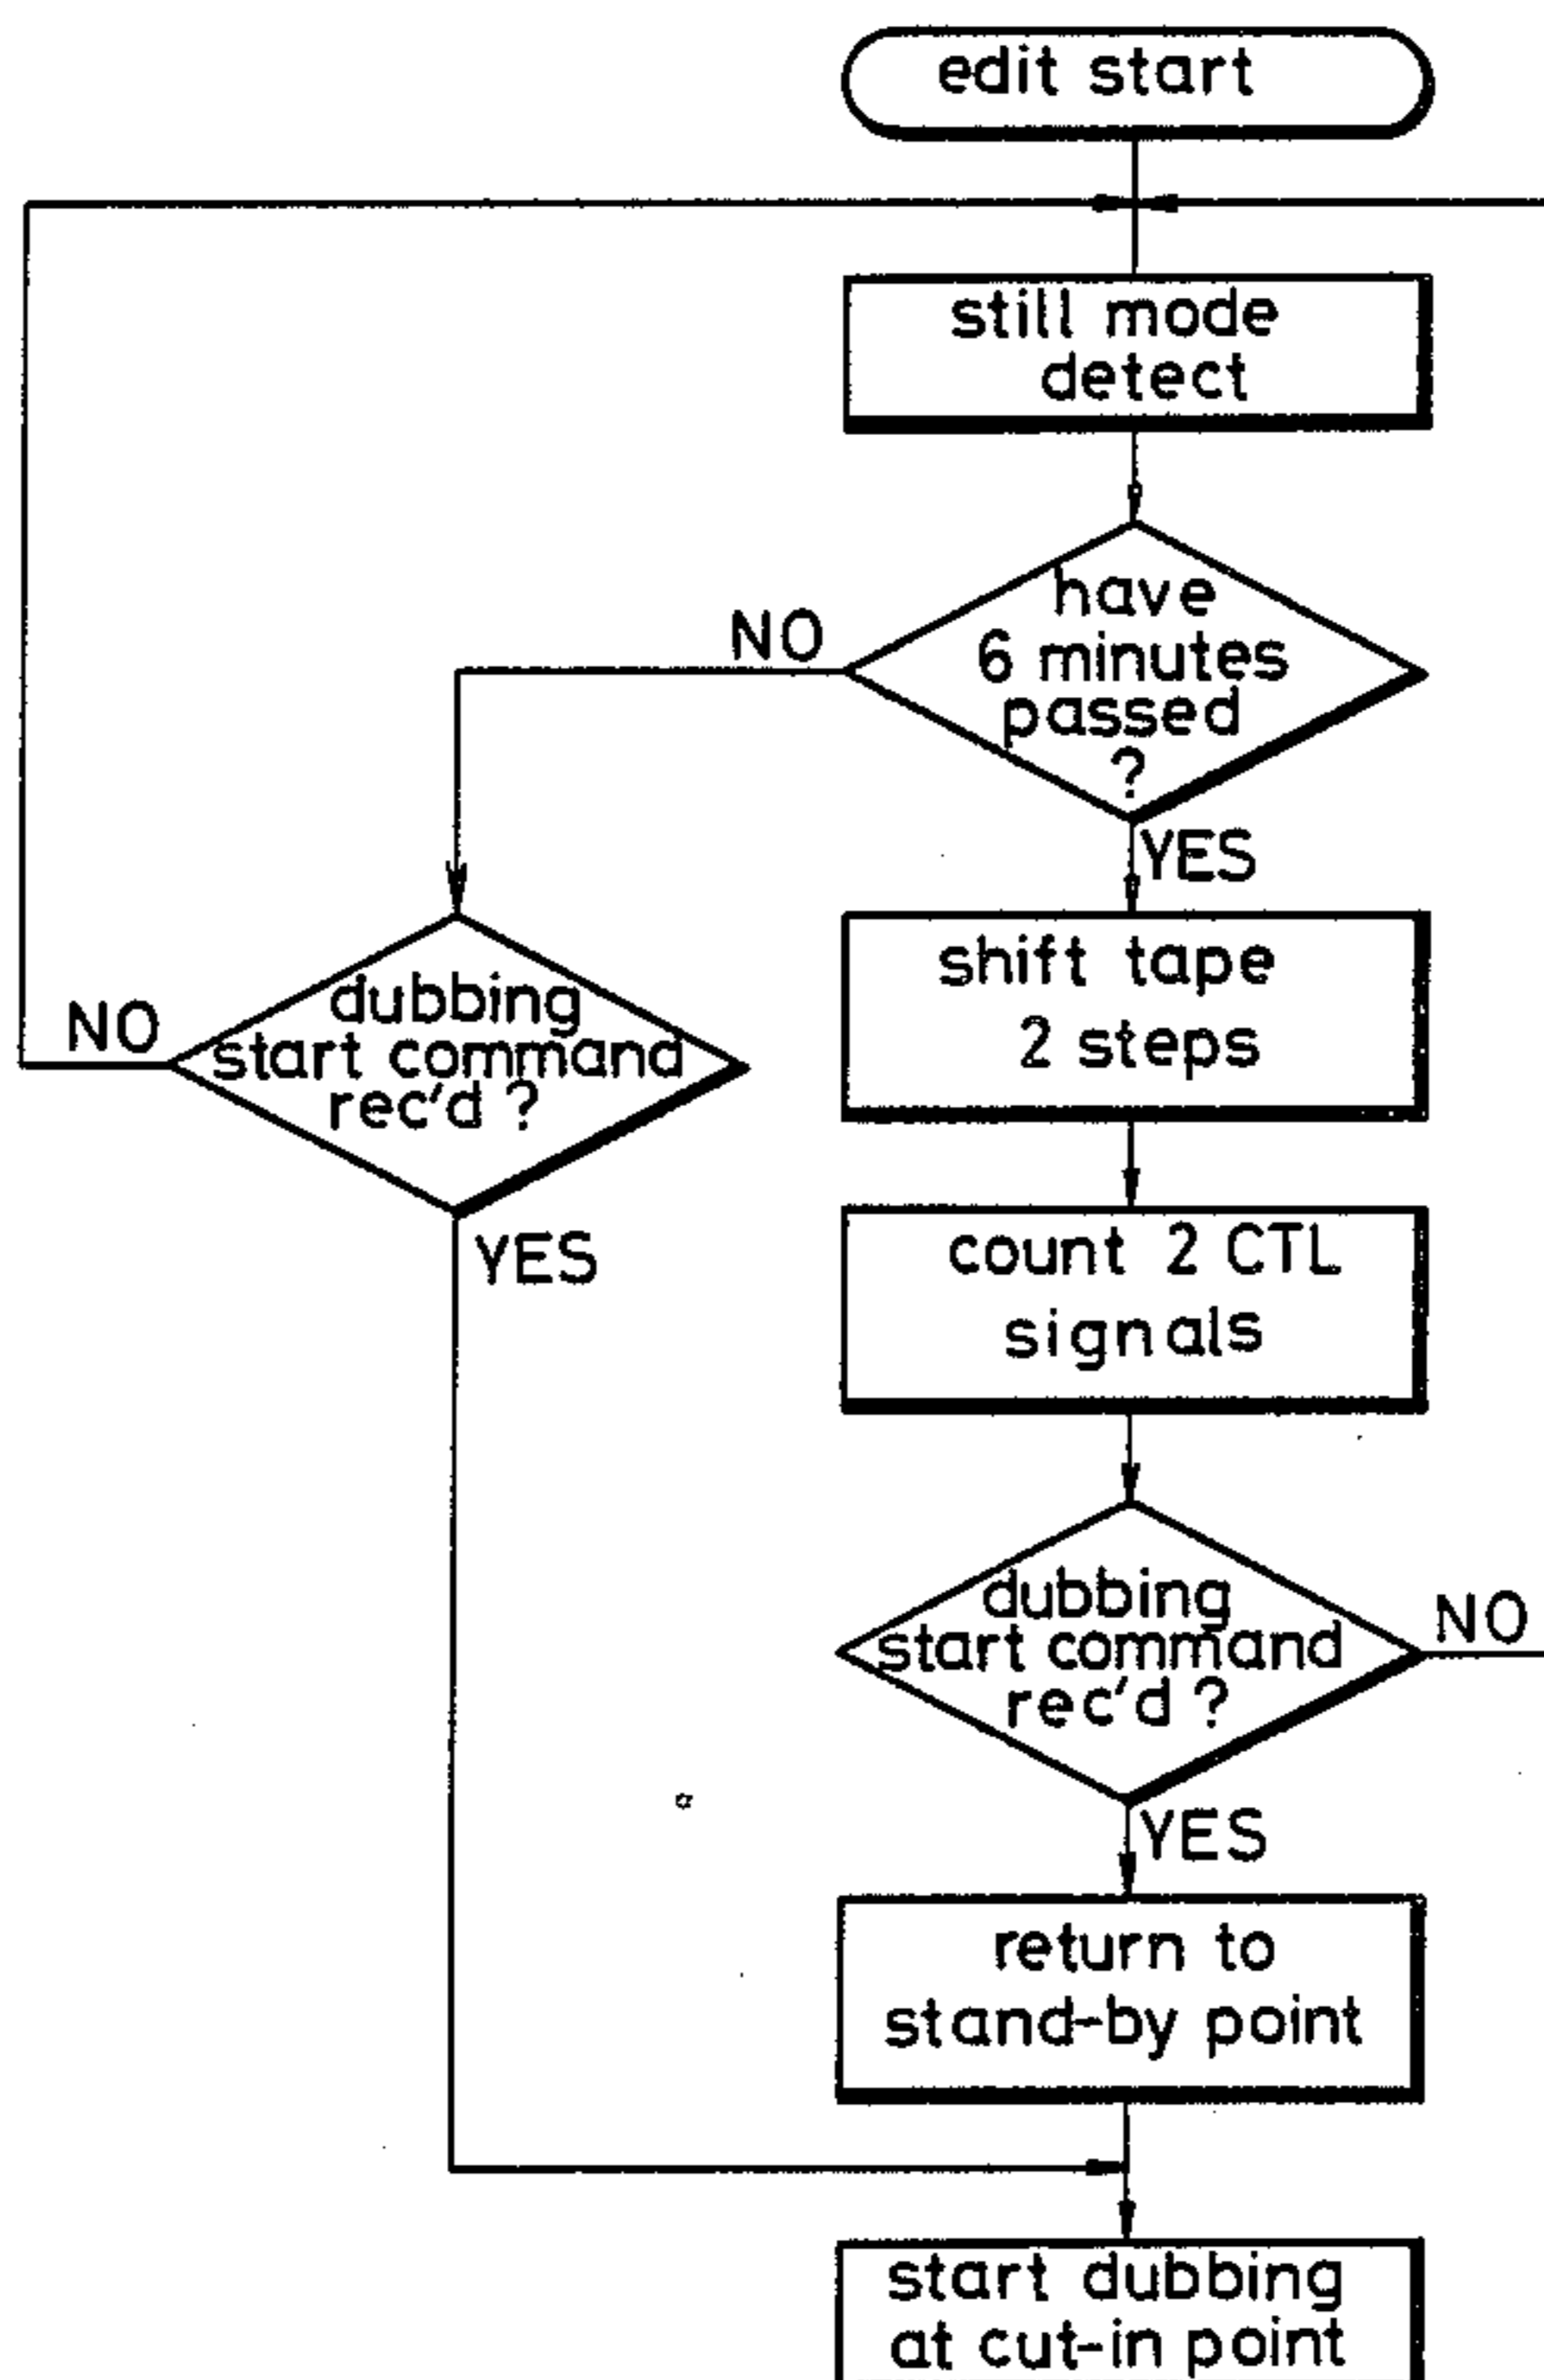 edit start
still mode
detect
have
6 minutes
passed
?
NO
YES
shift tape
2 steps
dubbing
start command
rec'd ?
NO
YES
count 2 CTL
signals
dubbing
start command
rec'd ?
NO
YES
return to
stand-by point
start dubbing
at cut-in point